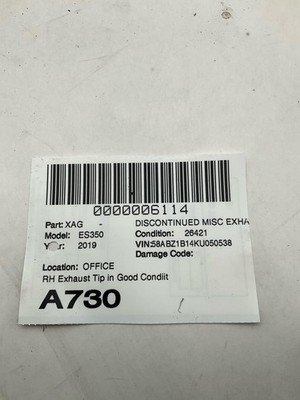 0000006114
Part: XAG - DISCONTINUED MISC EXHA
Model: ES350 Condition: 26421
Year: 2019 VIN:58ABZ1B14KU050538
Damage Code:
Location: OFFICE
RH Exhaust Tip in Good Condiit
A730